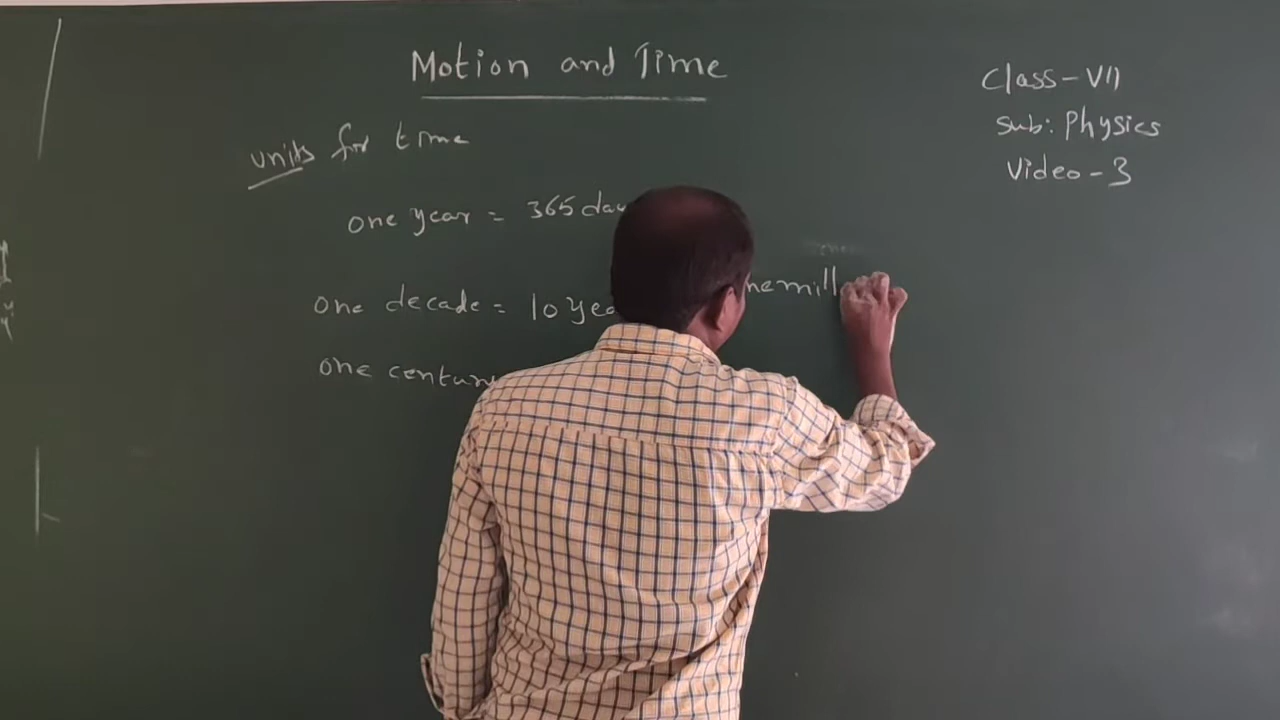 Motion and Time
Class-VII
Sub: Physics
Video-3
units for time
one year = 365
one decade = 10
one